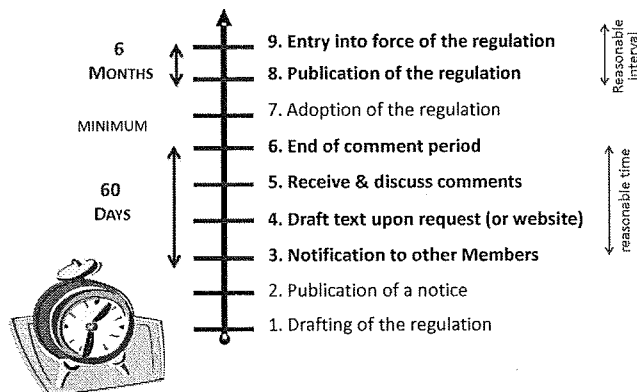 6
MONTHS
MINIMUM
60
DAYS
9. Entry into force of the regulation
8. Publication of the regulation
7. Adoption of the regulation
6. End of comment period
5. Receive & discuss comments
4. Draft text upon request (or website)
3. Notification to other Members
2. Publication of a notice
1. Drafting of the regulation
Reasonable
interval
reasonable time